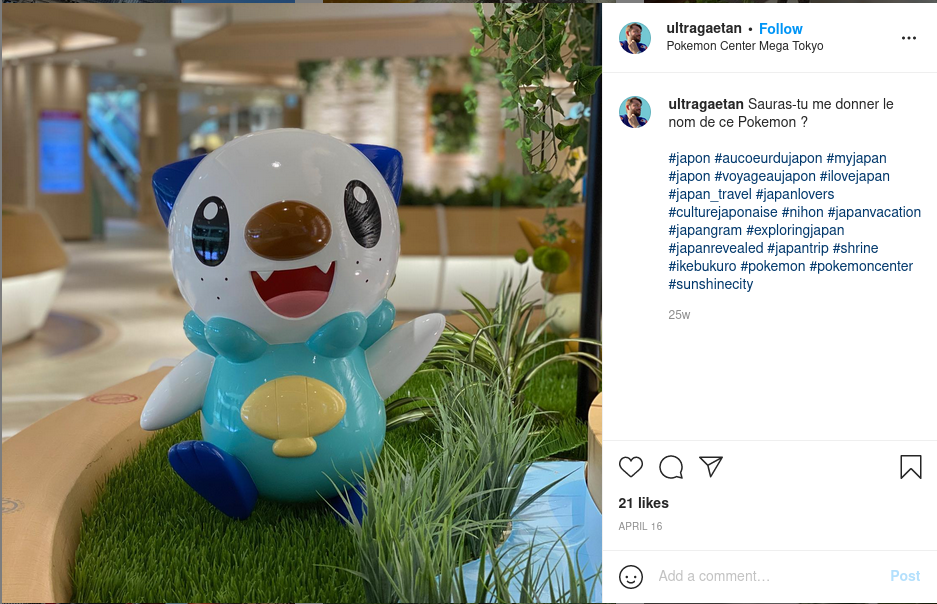 ultragaetan • Follow
Pokemon Center Mega Tokyo
ultragaetan Sauras-tu me donner le
nom de ce Pokemon ?
#japon #aucoeurdujapon #myjapan
#japon #voyageaujapon #ilovejapan
#japan_travel #japanlovers
#culturejaponaise #nihon #japanvacation
#japangram #exploringjapan
#japanrevealed #japantrip #shrine
#ikebukuro #pokemon #pokemoncenter
#sunshinecity
25w
21 likes
APRIL 16
Add a comment…
Post